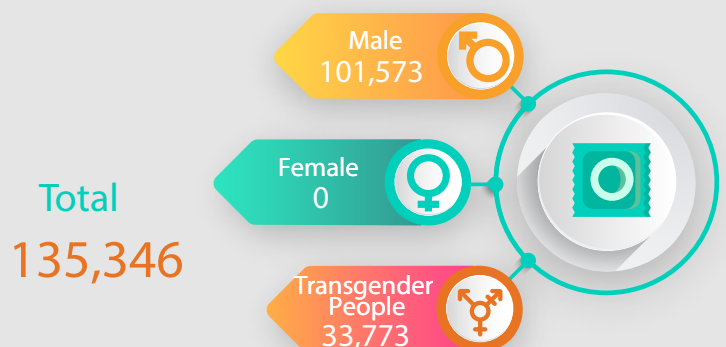 Male
101,573
Female
0
Total
135,346
Transgender
People
33,773